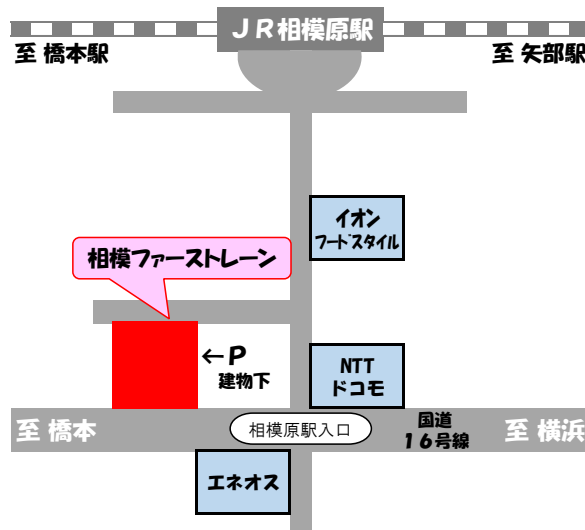 JR相模原駅
至 橋本駅
至 矢部駅
イオン
フードスタイル
相模ファーストレーン
←P
建物下
NTT
ドコモ
至 橋本
相模原駅入口
国道
16号線
至 横浜
エネオス